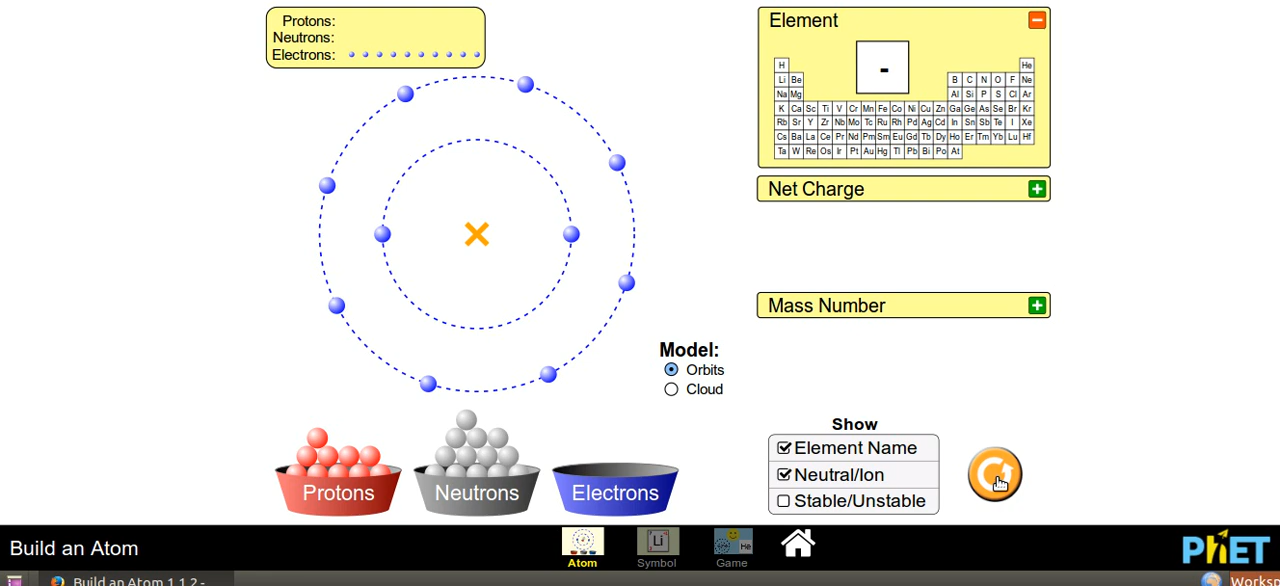 Protons:
Neutrons:
Electrons:
Element
-
H He
Li Be B C N O F Ne
Na Mg Al Si P S Cl Ar
K Ca Sc Ti V Cr Mn Fe Co Ni Cu Zn Ga Ge As Se Br Kr
Rb Sr Y Zr Nb Mo Tc Ru Rh Pd Ag Cd In Sn Sb Te I Xe
Cs Ba La Ce Pr Nd Pm Sm Eu Gd Tb Dy Ho Er Tm Yb Lu Hf
Ta W Re Os Ir Pt Au Hg Tl Pb Bi Po At
Net Charge
Mass Number
Model:
Orbits
Cloud
Show
Element Name
Neutral/Ion
Stable/Unstable
Protons
Neutrons
Electrons
Build an Atom
Atom
Li
Symbol
He
Game
PhET
Build an Atom 1.1.2 -
Worksp